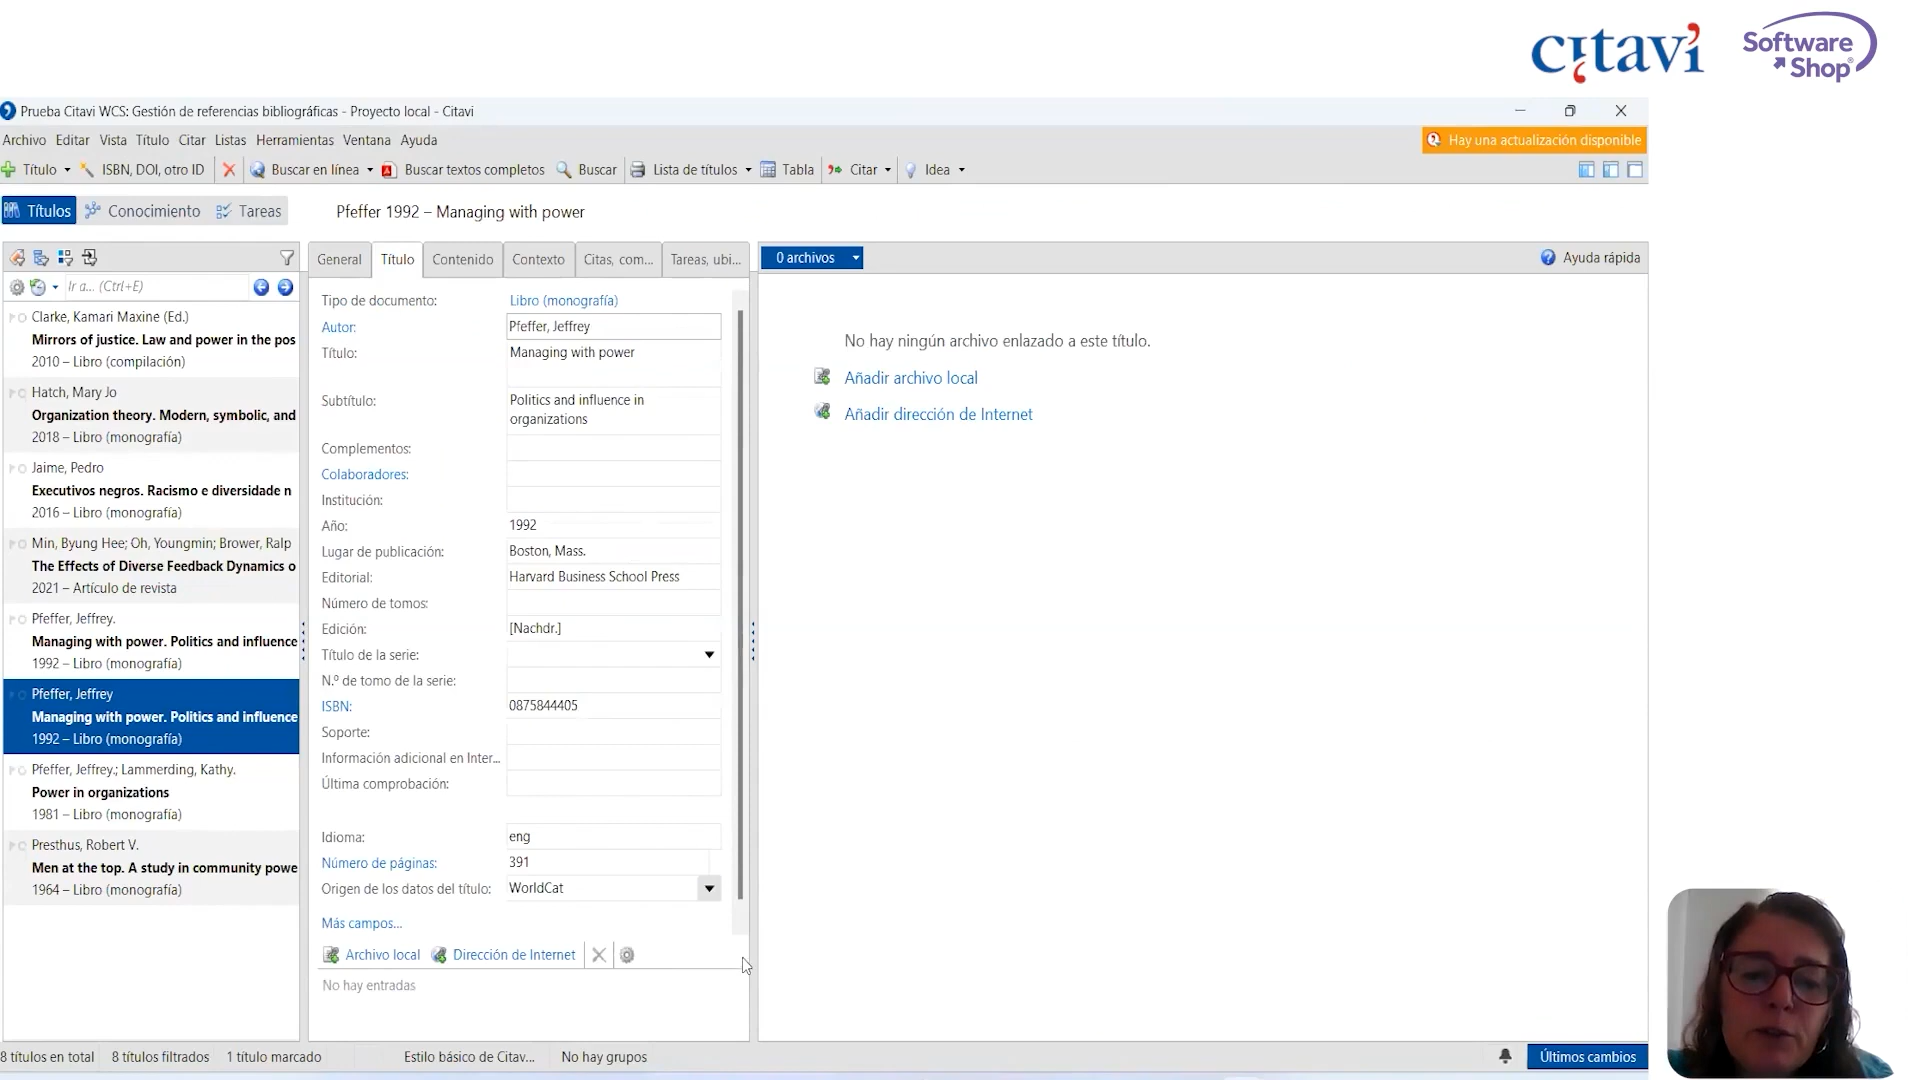 citavi
Software
Shop
Prueba Citavi WCS: Gestión de referencias bibliográficas - Proyecto local - Citavi
Archivo Editar Vista Título Citar Listas Herramientas Ventana Ayuda
Hay una actualización disponible
Título ISBN, DOI, otro ID Buscar en línea Buscar textos completos Buscar Lista de títulos Tabla Citar Idea
Títulos Conocimiento Tareas
Pfeffer 1992 – Managing with power
Ir a... (Ctrl+E)
Clarke, Kamari Maxine (Ed.)
Mirrors of justice. Law and power in the pos
2010 – Libro (compilación)
Hatch, Mary Jo
Organization theory. Modern, symbolic, and
2018 – Libro (monografía)
Jaime, Pedro
Executivos negros. Racismo e diversidade n
2016 – Libro (monografía)
Min, Byung Hee; Oh, Youngmin; Brower, Ralp
The Effects of Diverse Feedback Dynamics o
2021 – Artículo de revista
Pfeffer, Jeffrey.
Managing with power. Politics and influence
1992 – Libro (monografía)
Pfeffer, Jeffrey
Managing with power. Politics and influence
1992 – Libro (monografía)
Pfeffer, Jeffrey.; Lammerding, Kathy.
Power in organizations
1981 – Libro (monografía)
Presthus, Robert V.
Men at the top. A study in community powe
1964 – Libro (monografía)
General Título Contenido Contexto Citas, com... Tareas, ubi...
Tipo de documento: Libro (monografía)
Autor: Pfeffer, Jeffrey
Título: Managing with power
Subtítulo: Politics and influence in
organizations
Complementos:
Colaboradores:
Institución:
Año: 1992
Lugar de publicación: Boston, Mass.
Editorial: Harvard Business School Press
Número de tomos:
Edición: [Nachdr.]
Título de la serie:
N.º de tomo de la serie:
ISBN: 0875844405
Soporte:
Información adicional en Inter...
Última comprobación:
Idioma: eng
Número de páginas: 391
Origen de los datos del título: WorldCat
Más campos...
Archivo local Dirección de Internet
No hay entradas
0 archivos
Ayuda rápida
No hay ningún archivo enlazado a este título.
Añadir archivo local
Añadir dirección de Internet
8 títulos en total 8 títulos filtrados 1 título marcado Estilo básico de Citav... No hay grupos Últimos cambios